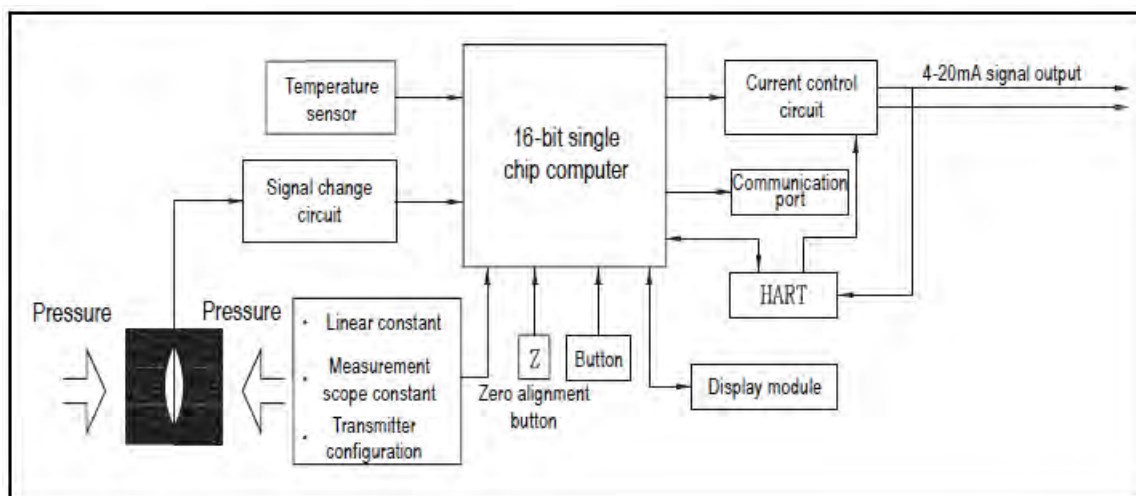 Temperature
sensor
16-bit single
chip computer
Current control
circuit
4-20mA signal output
Signal change
circuit
Communication
port
HART
Pressure
Pressure
· Linear constant
· Measurement
scope constant
· Transmitter
configuration
Z
Zero alignment
button
Button
Display module